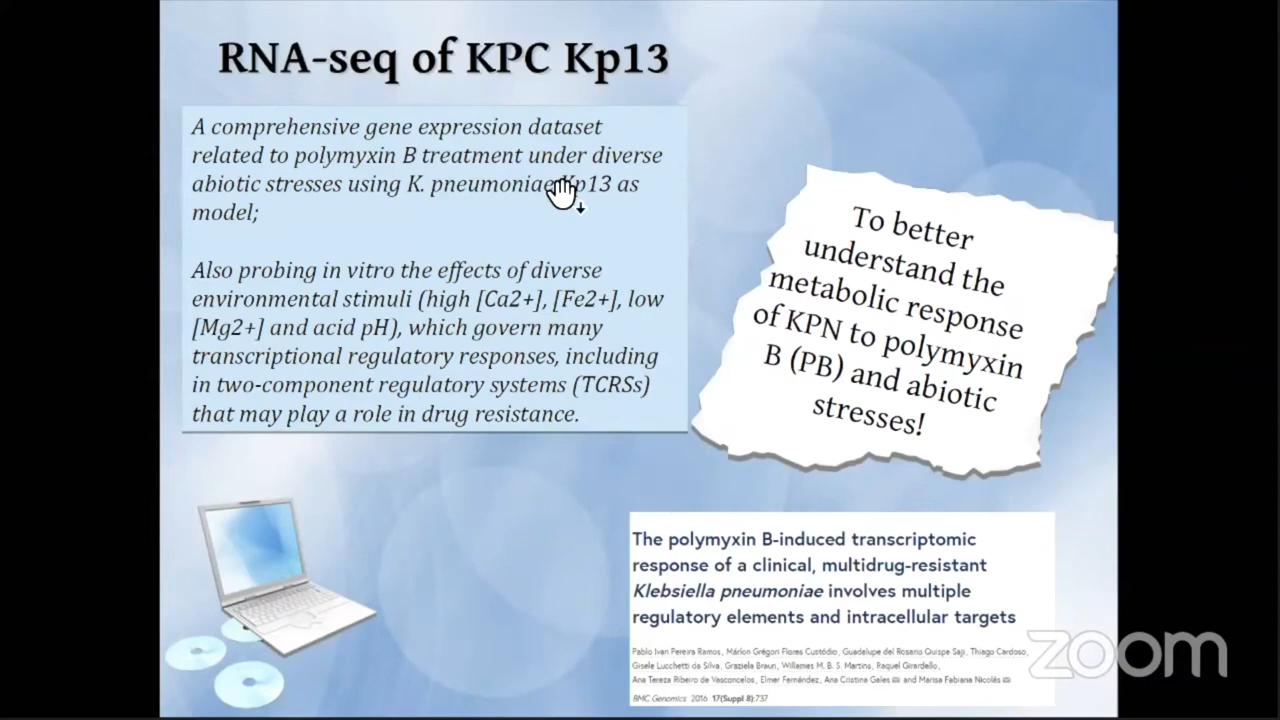 RNA-seq of KPC Kp13
A comprehensive gene expression dataset
related to polymyxin B treatment under diverse
abiotic stresses using K. pneumoniae Kp13 as
model;
Also probing in vitro the effects of diverse
environmental stimuli (high [Ca2+], [Fe2+], low
[Mg2+] and acid pH), which govern many
transcriptional regulatory responses, including
in two-component regulatory systems (TCRSs)
that may play a role in drug resistance.
To better
understand the
metabolic response
of KPN to polymyxin
B (PB) and abiotic
stresses!
The polymyxin B-induced transcriptomic
response of a clinical, multidrug-resistant
Klebsiella pneumoniae involves multiple
regulatory elements and intracellular targets
Pablo Ivan Pereira Ramos, Márlon Grégori Flores Custódio, Guadalupe del Rosario Quispe Saji, Thiago Cardoso,
Gisele Lucchetti da Silva, Graziela Braun, Willames M. B. S. Martins, Raquel Girardello,
Ana Tereza Ribeiro de Vasconcelos, Elmer Fernández, Ana Cristina Gales and Marisa Fabiana Nicolás
BMC Genomics 2016 17(Suppl 8):737
zoom